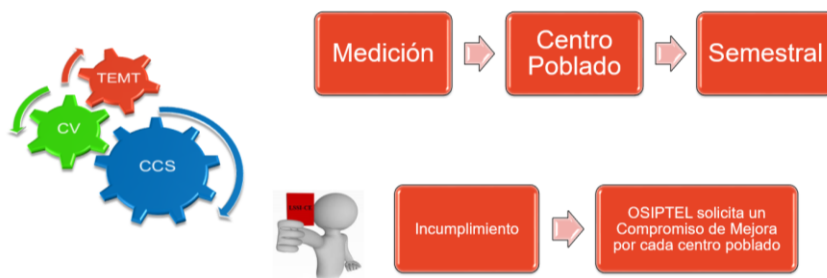 TEMT
CV
CCS
Medición
Centro
Poblado
Semestral
Incumplimiento
OSIPTEL solicita un
Compromiso de Mejora
por cada centro poblado